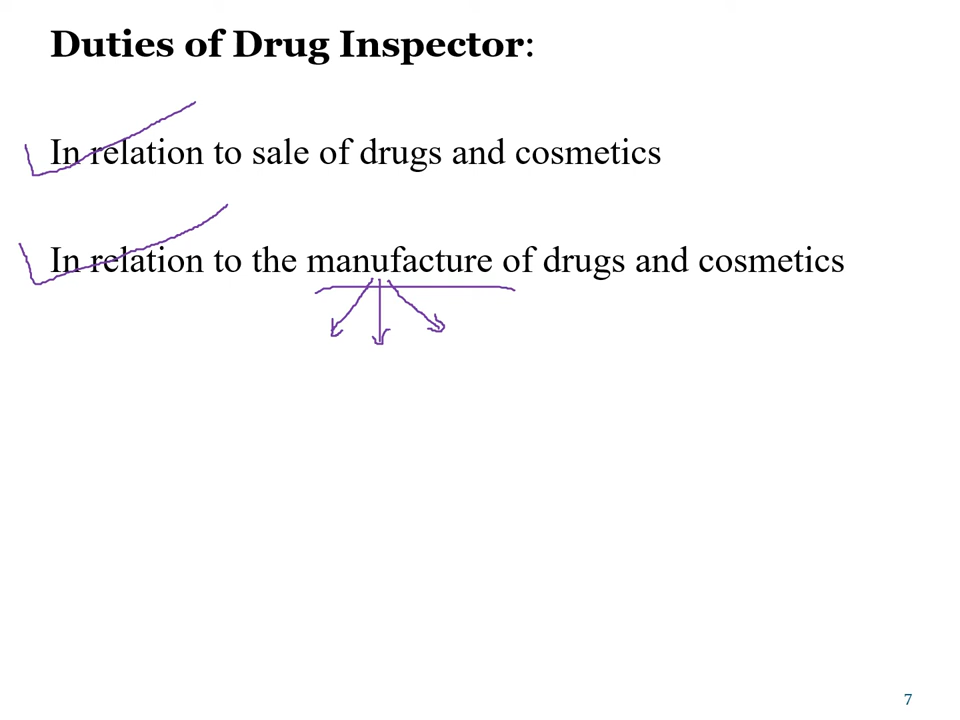 Duties of Drug Inspector:
In relation to sale of drugs and cosmetics
In relation to the manufacture of drugs and cosmetics
7